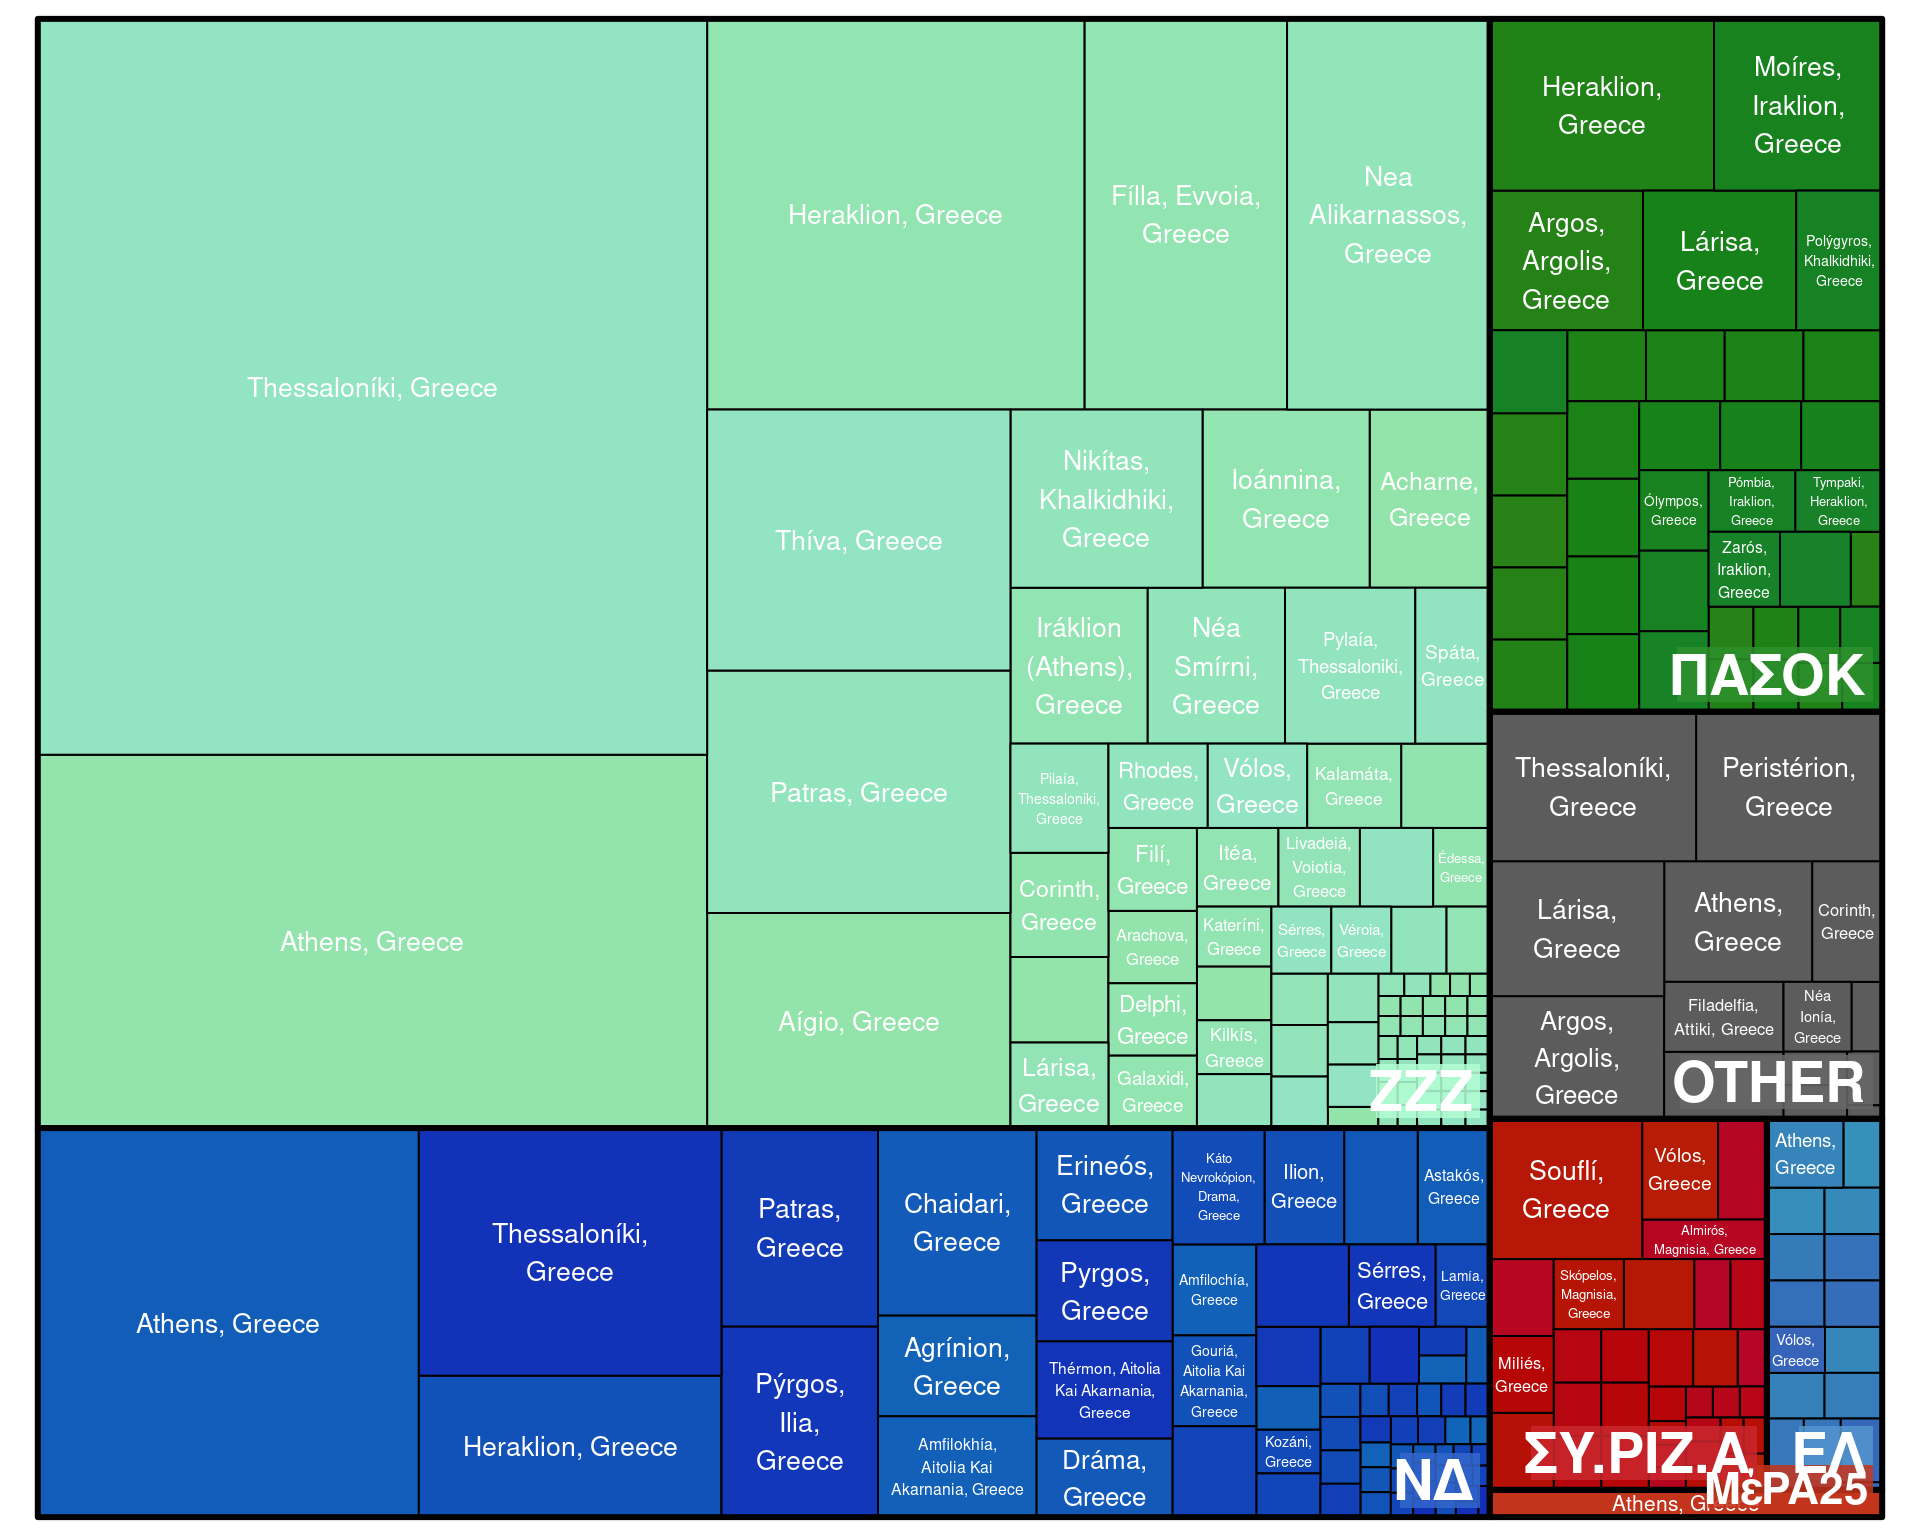 Thessaloníki, Greece
Athens, Greece
Heraklion, Greece
Fílla, Evvoia,
Greece
Nea
Alikarnassos,
Greece
Thíva, Greece
Patras, Greece
Aígio, Greece
Nikítas,
Khalkidhiki,
Greece
Ioánnina,
Greece
Acharne,
Greece
Iráklion
(Athens),
Greece
Néa
Smírni,
Greece
Pylaía,
Thessaloniki,
Greece
Spáta,
Greece
Pilaía,
Thessaloniki,
Greece
Rhodes,
Greece
Vólos,
Greece
Kalamáta,
Greece
Corinth,
Greece
Lárisa,
Greece
Filí,
Greece
Arachova,
Greece
Delphi,
Greece
Galaxidi,
Greece
Itéa,
Greece
Livadeiá,
Voiotia,
Greece
Édessa,
Greece
Kateríni,
Greece
Sérres,
Greece
Véroia,
Greece
Kilkís,
Greece
ZZZ
Athens, Greece
Thessaloníki,
Greece
Heraklion, Greece
Patras,
Greece
Pýrgos,
Ilia,
Greece
Chaidari,
Greece
Agrínion,
Greece
Amfilokhía,
Aitolia Kai
Akarnania, Greece
Erineós,
Greece
Pyrgos,
Greece
Thérmon, Aitolia
Kai Akarnania,
Greece
Dráma,
Greece
Káto
Nevrokópion,
Drama,
Greece
Ilion,
Greece
Astakós,
Greece
Amfilochía,
Greece
Gouriá,
Aitolia Kai
Akarnania,
Greece
Sérres,
Greece
Lamía,
Greece
Kozáni,
Greece
ΝΔ
Heraklion,
Greece
Moíres,
Iraklion,
Greece
Argos,
Argolis,
Greece
Lárisa,
Greece
Polýgyros,
Khalkidhiki,
Greece
Ólympos,
Greece
Pómbia,
Iraklion,
Greece
Tympaki,
Heraklion,
Greece
Zarós,
Iraklion,
Greece
ΠΑΣΟΚ
Thessaloníki,
Greece
Peristérion,
Greece
Lárisa,
Greece
Athens,
Greece
Corinth,
Greece
Argos,
Argolis,
Greece
Filadelfia,
Attiki, Greece
Néa
Ionía,
Greece
OTHER
Souflí,
Greece
Vólos,
Greece
Almirós,
Magnisia, Greece
Skópelos,
Magnisia,
Greece
Miliés,
Greece
ΣΥ.ΡΙΖ.Α.
Athens,
Greece
Vólos,
Greece
ΕΛ
Athens, Greece
ΜέΡΑ25